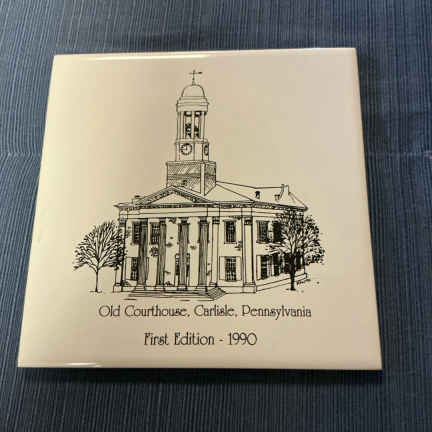 Old Courthouse, Carlisle, Pennsylvania
First Edition - 1990